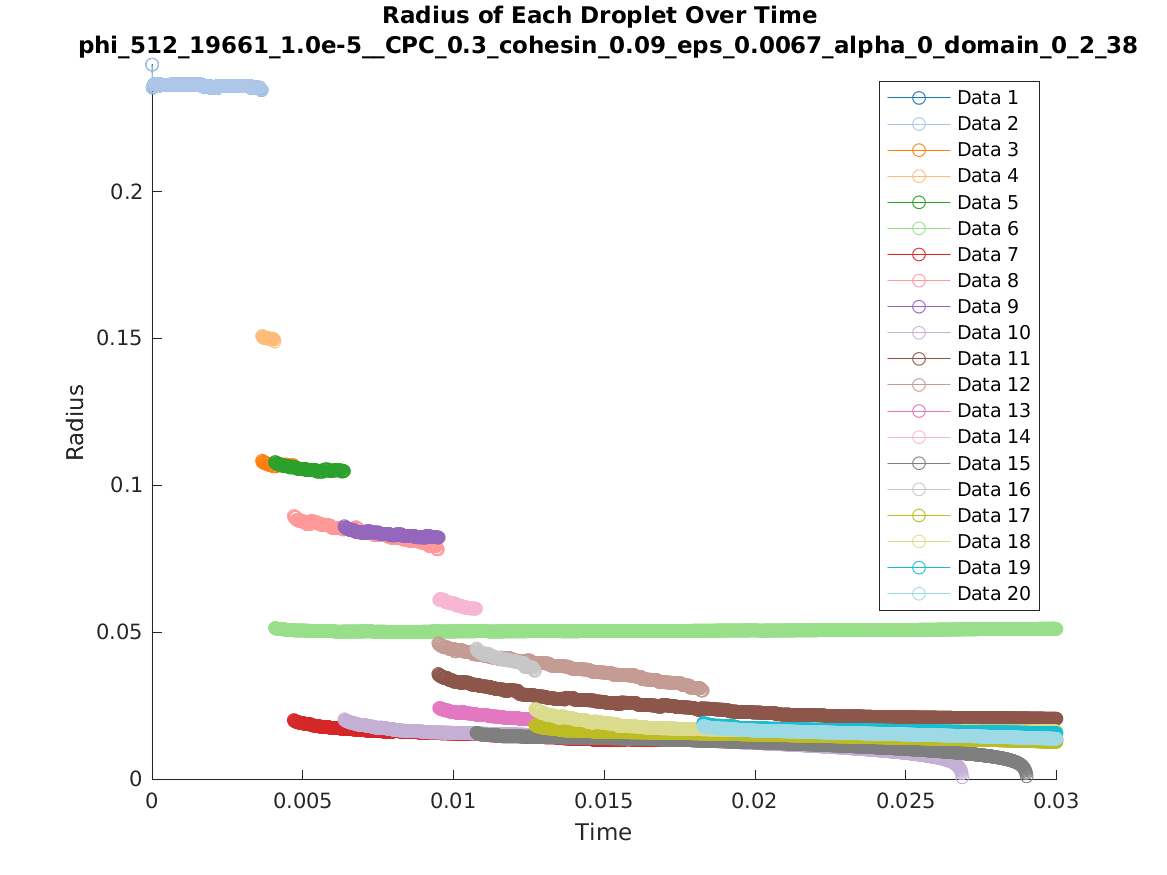 Radius of Each Droplet Over Time
phi_512_19661_1.0e-5__CPC_0.3_cohesin_0.09_eps_0.0067_alpha_0_domain_0_2_38
Data 1
Data 2
Data 3
Data 4
Data 5
Data 6
Data 7
Data 8
Data 9
Data 10
Data 11
Data 12
Data 13
Data 14
Data 15
Data 16
Data 17
Data 18
Data 19
Data 20
0.2
0.15
0.1
0.05
0
Radius
0
0.005
0.01
0.015
0.02
0.025
0.03
Time